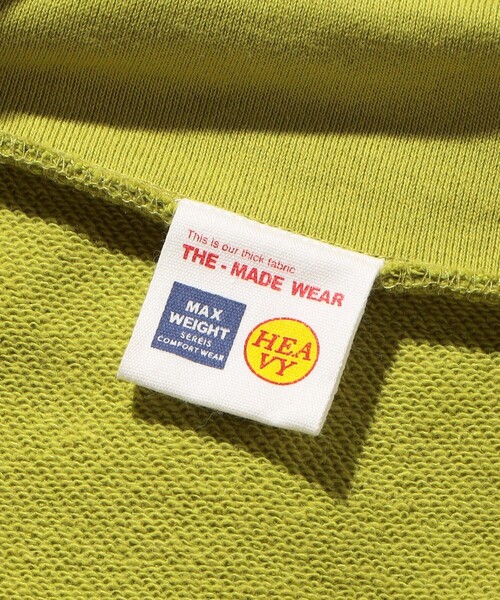 This is our thick fabric
THE - MADE WEAR
MAX
WEIGHT
SEREIS
COMFORT WEAR
HEA
VY